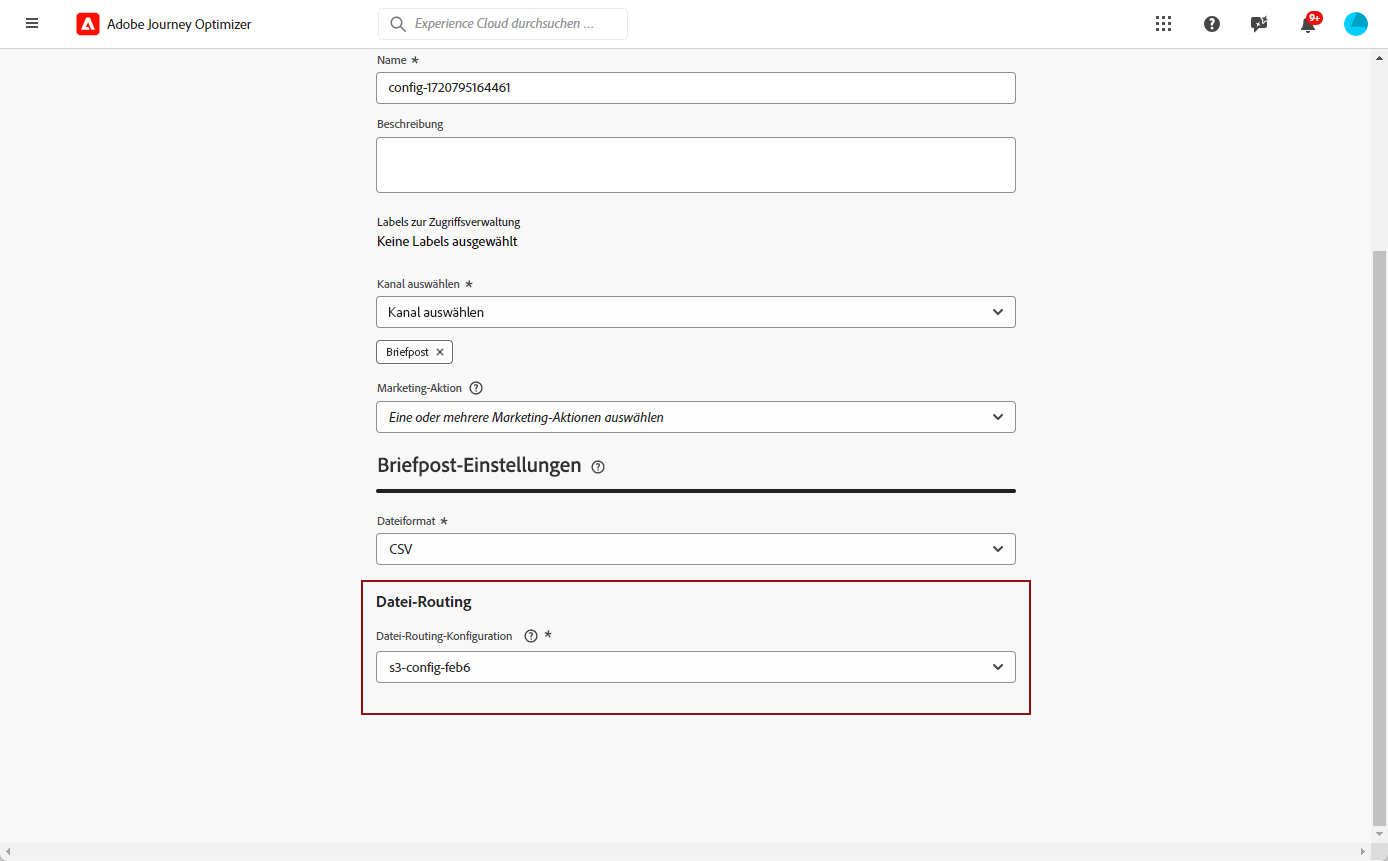 Adobe Journey Optimizer
Experience Cloud durchsuchen ...
9+
Name *
config-1720795164461
Beschreibung
Labels zur Zugriffsverwaltung
Keine Labels ausgewählt
Kanal auswählen *
Kanal auswählen
Briefpost
Marketing-Aktion
Eine oder mehrere Marketing-Aktionen auswählen
Briefpost-Einstellungen
Dateiformat *
CSV
Datei-Routing
Datei-Routing-Konfiguration *
s3-config-feb6